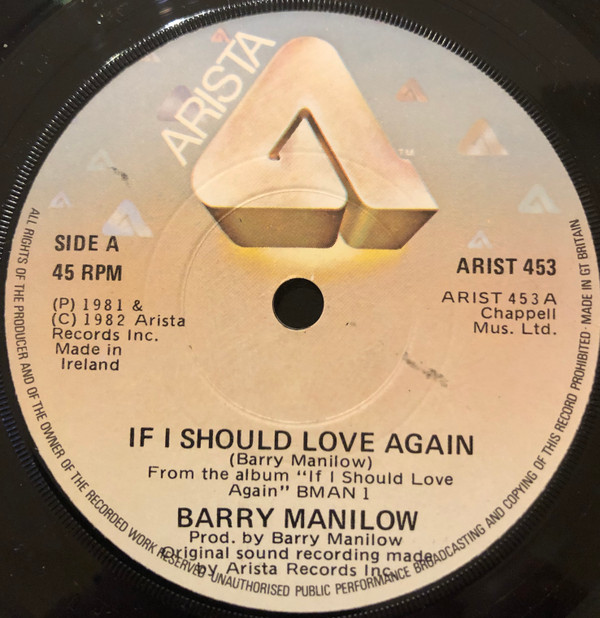 ARISTA
TM
SIDE A
45 RPM
(P) 1981 &
(C) 1982 Arista
Records Inc.
Made in
Ireland
ARIST 453
ARIST 453 A
Chappell
Mus. Ltd.
IF I SHOULD LOVE AGAIN
(Barry Manilow)
From the album "If I Should Love
Again" BMAN 1
BARRY MANILOW
Prod. by Barry Manilow
Original sound recording made
by Arista Records Inc.
ALL RIGHTS OF THE PRODUCER AND OF THE OWNER OF THE RECORDED WORK RESERVED · UNAUTHORISED PUBLIC PERFORMANCE BROADCASTING AND COPYING OF THIS RECORD PROHIBITED · MADE IN GT BRITAIN